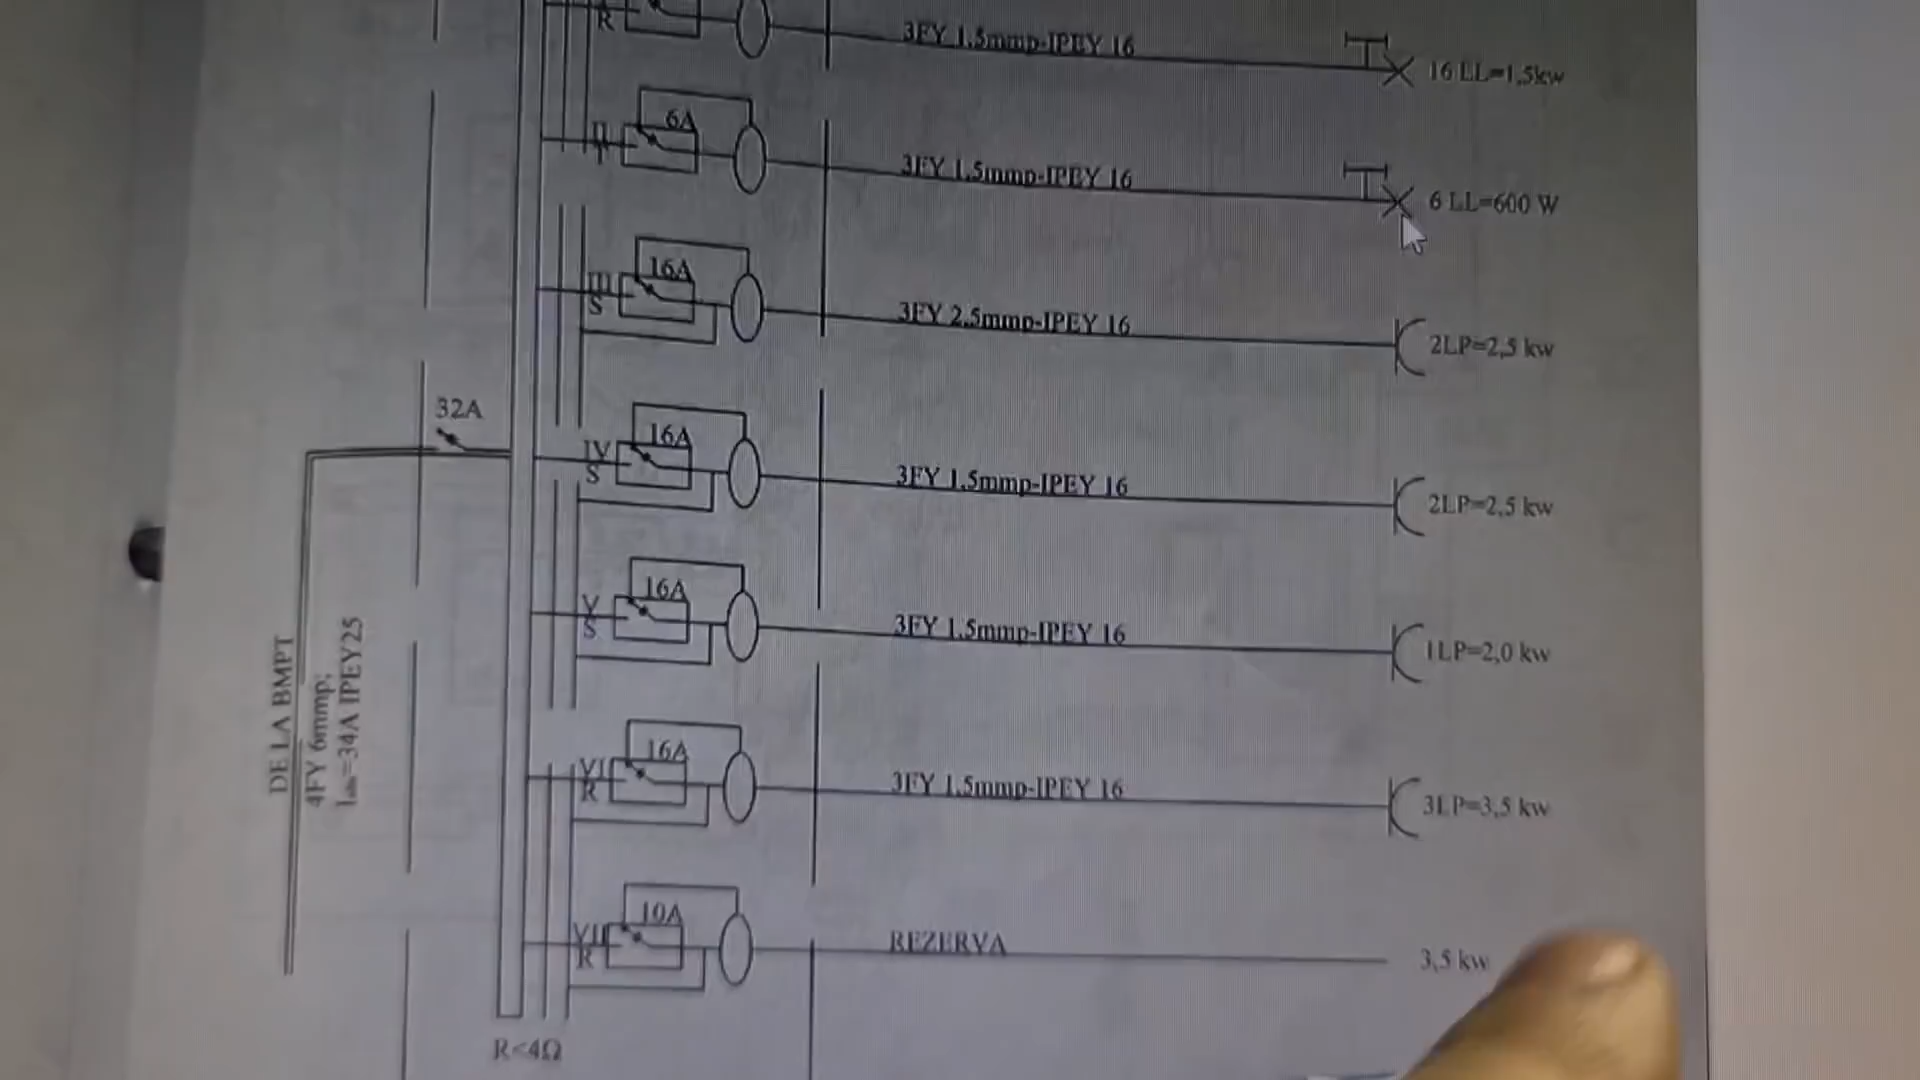 R
3FY 1,5mmp-IPEY 16
16 LL=1,5kw
II
6A
3FY 1,5mmp-IPEY 16
6 LL=600 W
III
S
16A
3FY 2,5mmp-IPEY 16
2LP=2,5 kw
32A
IV
S
16A
3FY 1,5mmp-IPEY 16
2LP=2,5 kw
V
S
16A
3FY 1,5mmp-IPEY 16
1LP=2,0 kw
DE LA BMPT
4FY 6mmp;
=34A IPEY25
VI
R
16A
3FY 1,5mmp-IPEY 16
3LP=3,5 kw
VII
R
10A
REZERVA
3,5 kw
R<4Ω